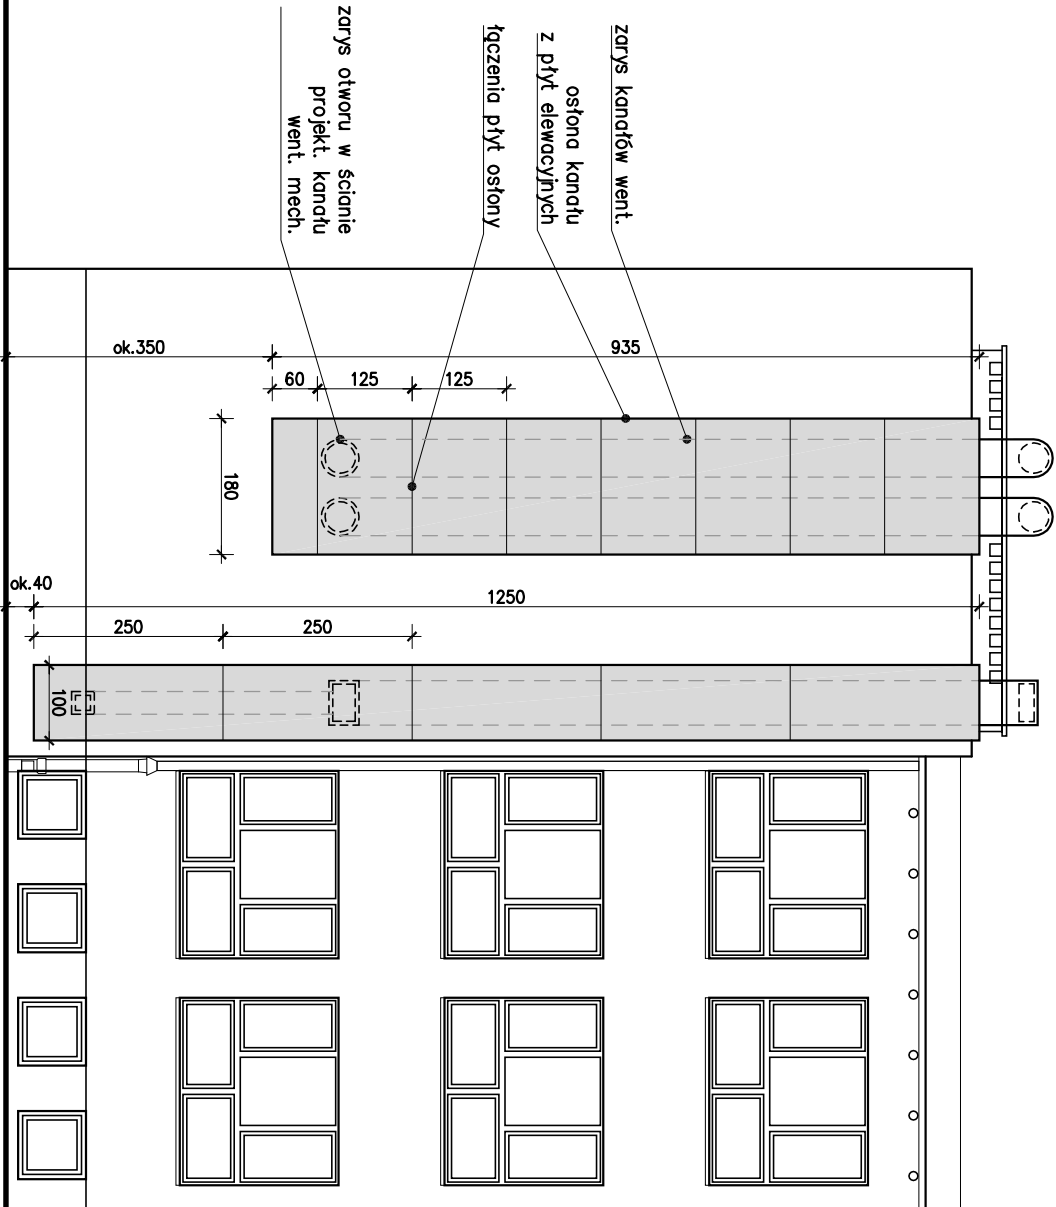 zarys kanałów went.
osłona kanału
z płyt elewacyjnych
łączenia płyt osłony
zarys otworu w ścianie
projekt. kanału
went. mech.
ok.350
935
60
125
125
180
ok.40
1250
250
250
100